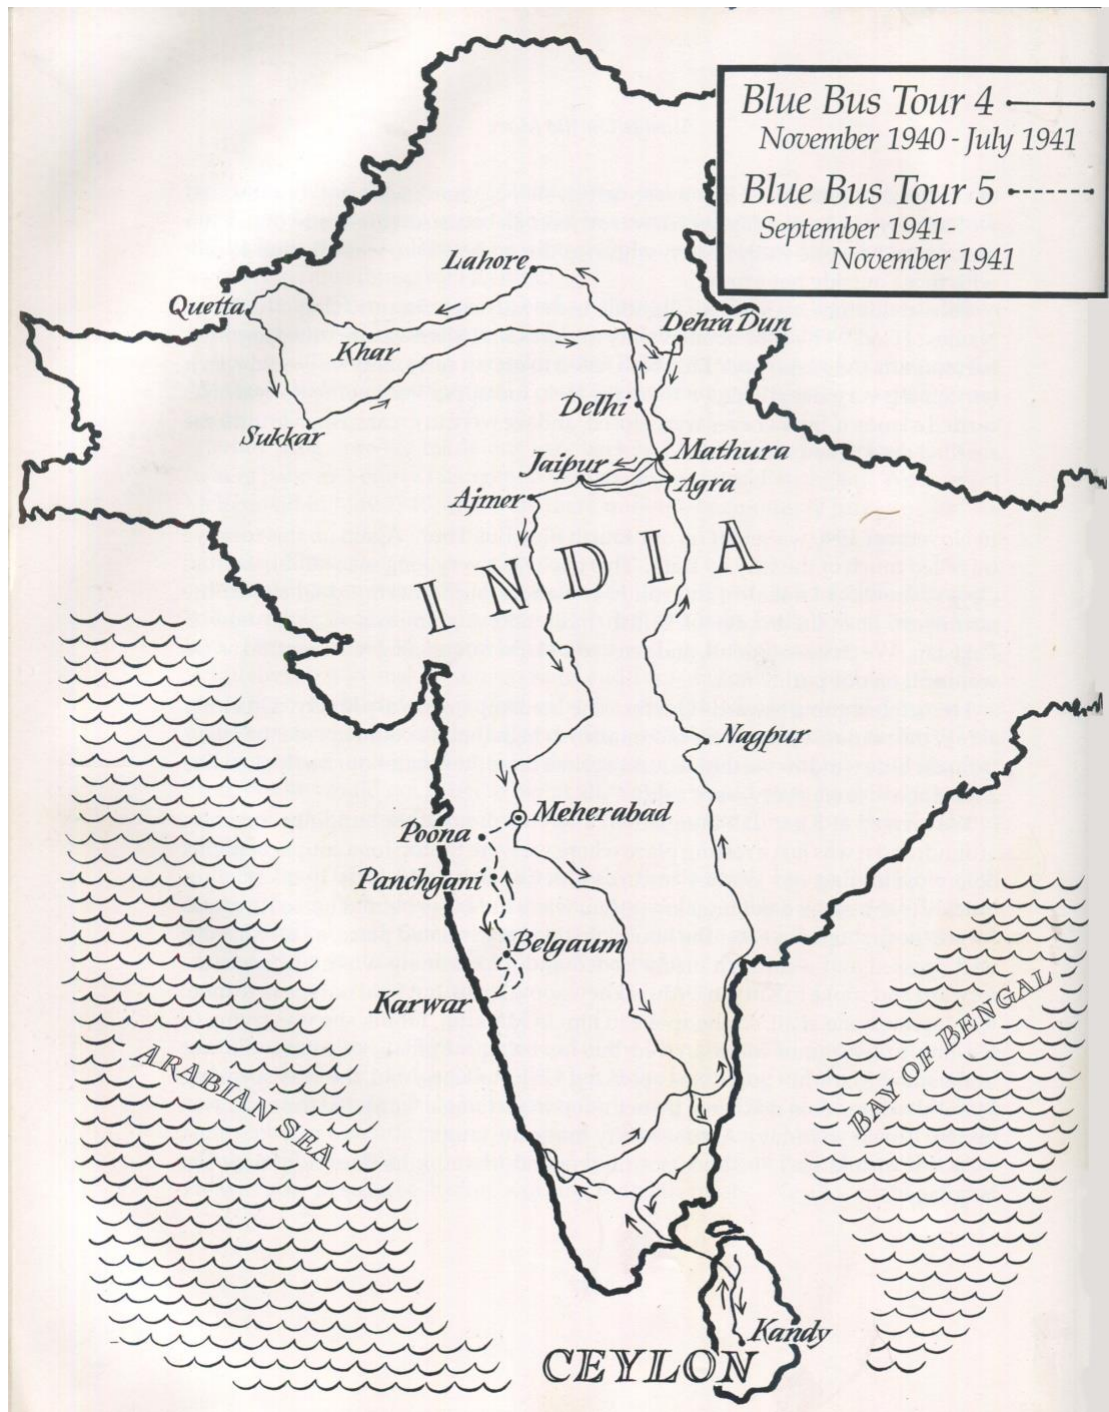 Blue Bus Tour 4
November 1940 - July 1941
Blue Bus Tour 5
September 1941-
November 1941
Lahore
Quetta
Khar
Dehra Dun
Delhi
Sukkar
Mathura
Jaipur
Agra
Ajmer
INDIA
Nagpur
Meherabad
Poona
Panchgani
Belgaum
Karwar
ARABIAN SEA
BAY OF BENGAL
Kandy
CEYLON